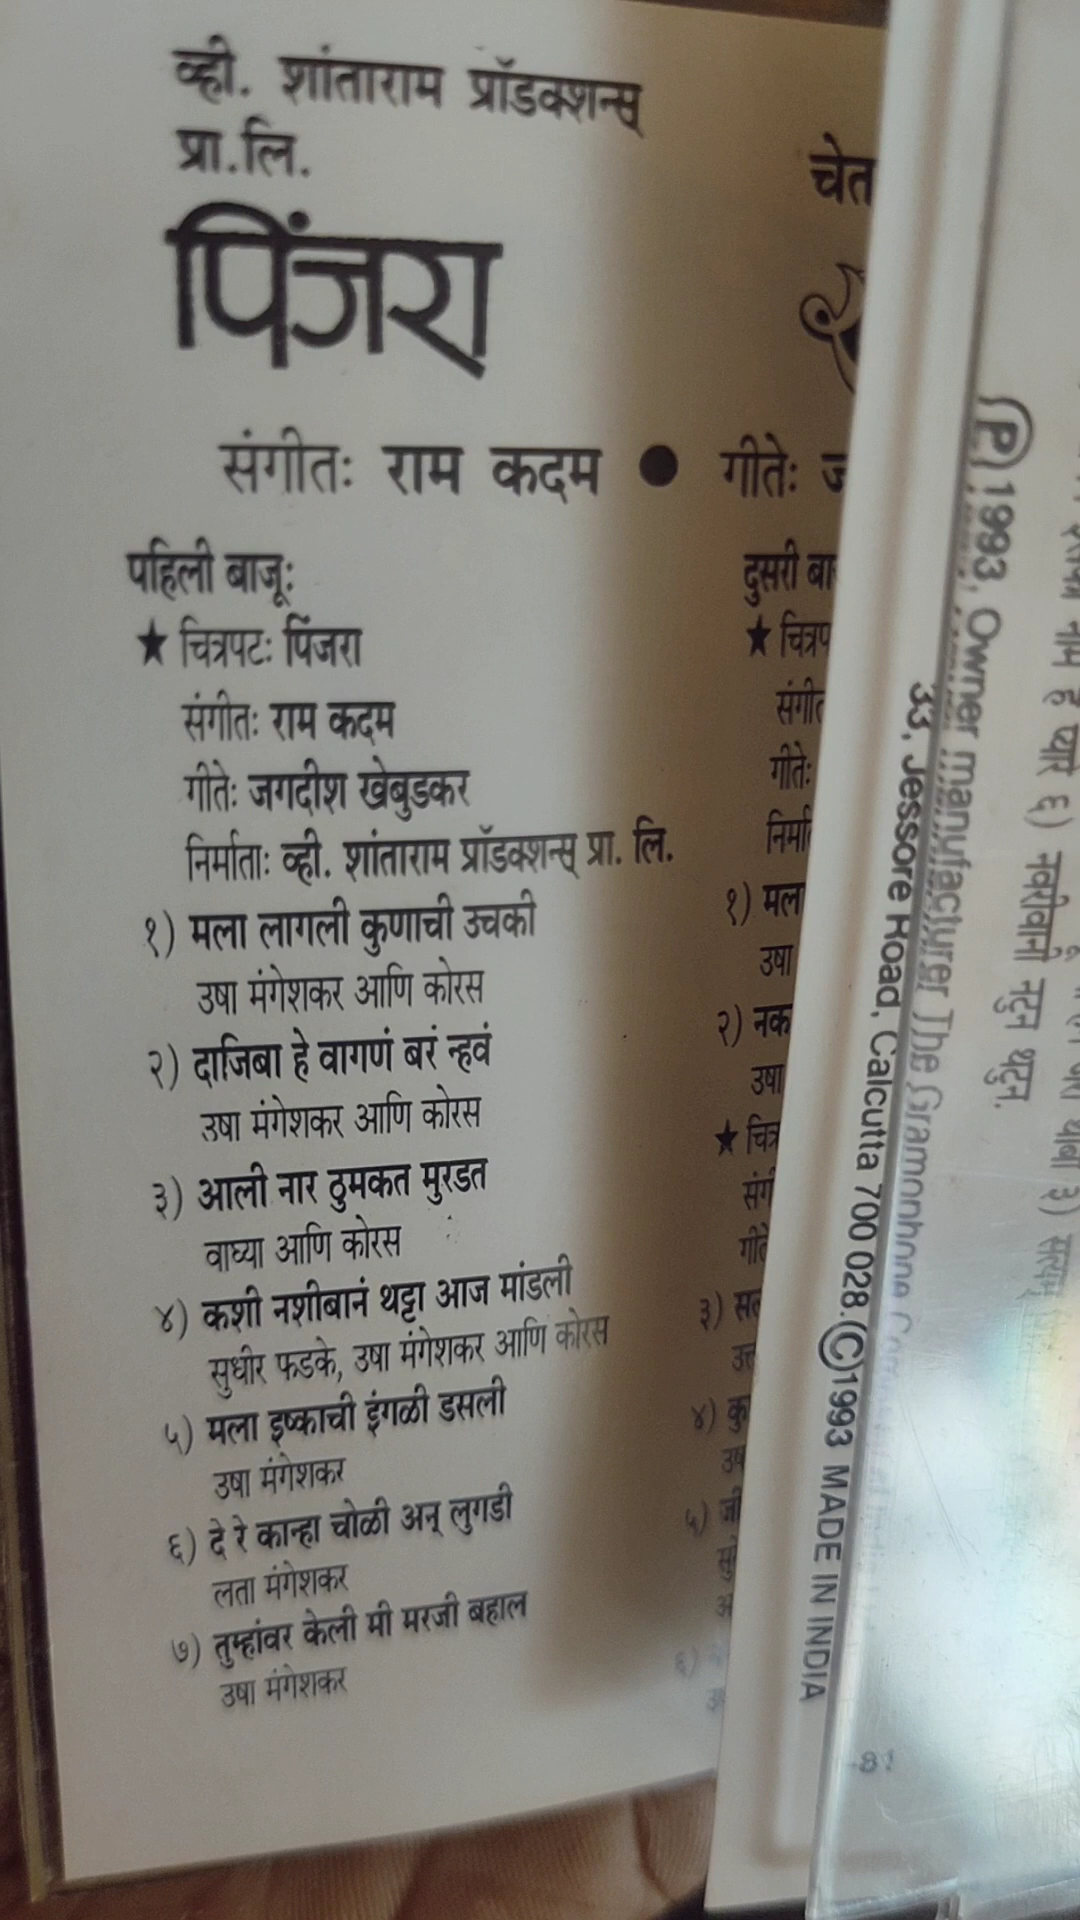 व्ही. शांताराम प्रॉडक्शन्स्
प्रा.लि.
पिंजरा
संगीतः राम कदम ● गीतेः
पहिली बाजूः
★ चित्रपटः पिंजरा
संगीतः राम कदम
गीतेः जगदीश खेबुडकर
निर्माताः व्ही. शांताराम प्रॉडक्शन्स् प्रा. लि.
१) मला लागली कुणाची उचकी
उषा मंगेशकर आणि कोरस
२) दाजिबा हे वागणं बरं न्हवं
उषा मंगेशकर आणि कोरस
३) आली नार ठुमकत मुरडत
वाघ्या आणि कोरस
४) कशी नशीबानं थट्टा आज मांडली
सुधीर फडके, उषा मंगेशकर आणि कोरस
५) मला इष्काची इंगळी डसली
उषा मंगेशकर
६) दे रे कान्हा चोळी अन् लुगडी
लता मंगेशकर
७) तुम्हांवर केली मी मरजी बहाल
उषा मंगेशकर
चेत
दुसरी बा
★ चित्रप
संगीत
गीतेः
निर्मा
१) मल
उषा
२) नक
उषा
★ चित्र
संगी
गीते
३)
४) कु
उष
५) जी
नाम है प्यार ६) नवरीवानी नटून थटून.
Ⓟ 1993, Owner manufacturer The Gramophone
33, Jessore Road, Calcutta 700 028. Ⓒ 1993 MADE IN INDIA